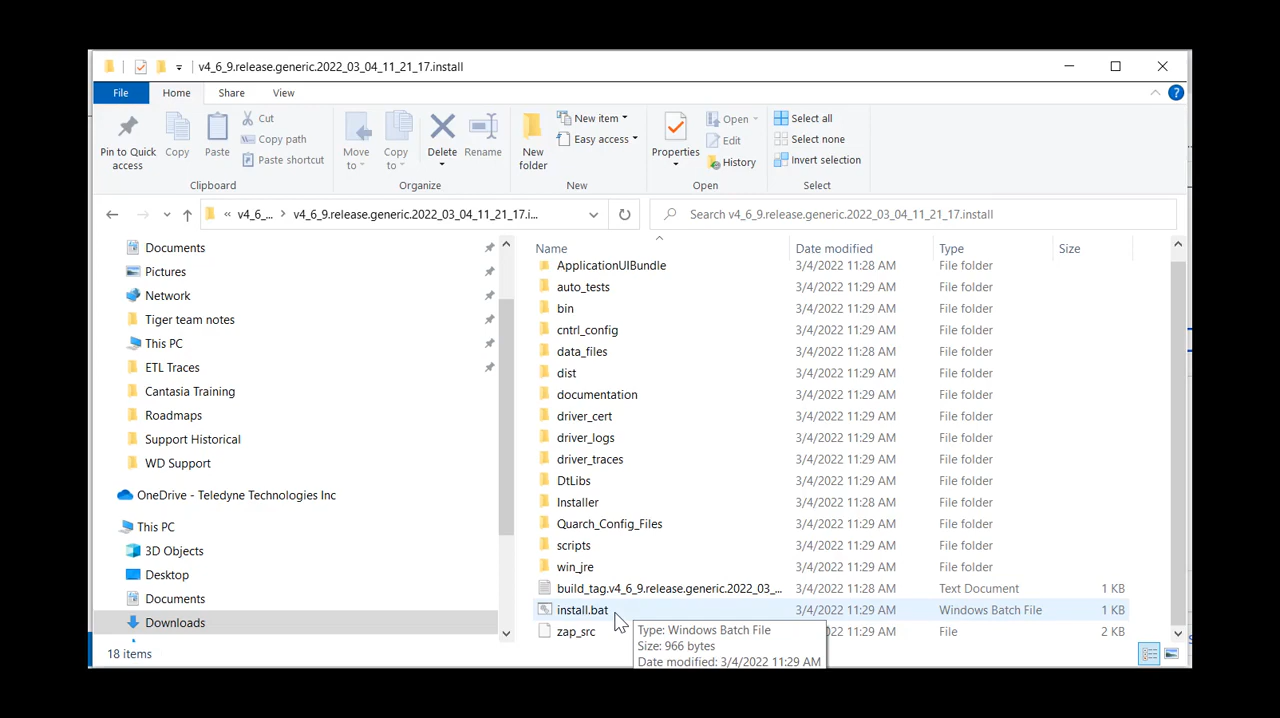 v4_6_9.release.generic.2022_03_04_11_21_17.install
File Home Share View
Pin to Quick access
Copy
Paste
Cut
Copy path
Paste shortcut
Clipboard
Move to
Copy to
Delete
Rename
Organize
New folder
New item
Easy access
New
Properties
Open
Edit
History
Open
Select all
Select none
Invert selection
Select
« v4_6_... > v4_6_9.release.generic.2022_03_04_11_21_17.i...
Search v4_6_9.release.generic.2022_03_04_11_21_17.install
Documents
Pictures
Network
Tiger team notes
This PC
ETL Traces
Cantasia Training
Roadmaps
Support Historical
WD Support
OneDrive - Teledyne Technologies Inc
This PC
3D Objects
Desktop
Documents
Downloads
Name Date modified Type Size
ApplicationUIBundle 3/4/2022 11:28 AM File folder
auto_tests 3/4/2022 11:29 AM File folder
bin 3/4/2022 11:29 AM File folder
cntrl_config 3/4/2022 11:29 AM File folder
data_files 3/4/2022 11:28 AM File folder
dist 3/4/2022 11:29 AM File folder
documentation 3/4/2022 11:29 AM File folder
driver_cert 3/4/2022 11:29 AM File folder
driver_logs 3/4/2022 11:29 AM File folder
driver_traces 3/4/2022 11:29 AM File folder
DtLibs 3/4/2022 11:29 AM File folder
Installer 3/4/2022 11:28 AM File folder
Quarch_Config_Files 3/4/2022 11:29 AM File folder
scripts 3/4/2022 11:29 AM File folder
win_jre 3/4/2022 11:29 AM File folder
build_tag.v4_6_9.release.generic.2022_03_... 3/4/2022 11:28 AM Text Document 1 KB
install.bat 3/4/2022 11:29 AM Windows Batch File 1 KB
zap_src 11:29 AM File 2 KB
Type: Windows Batch File
Size: 966 bytes
Date modified: 3/4/2022 11:29 AM
18 items